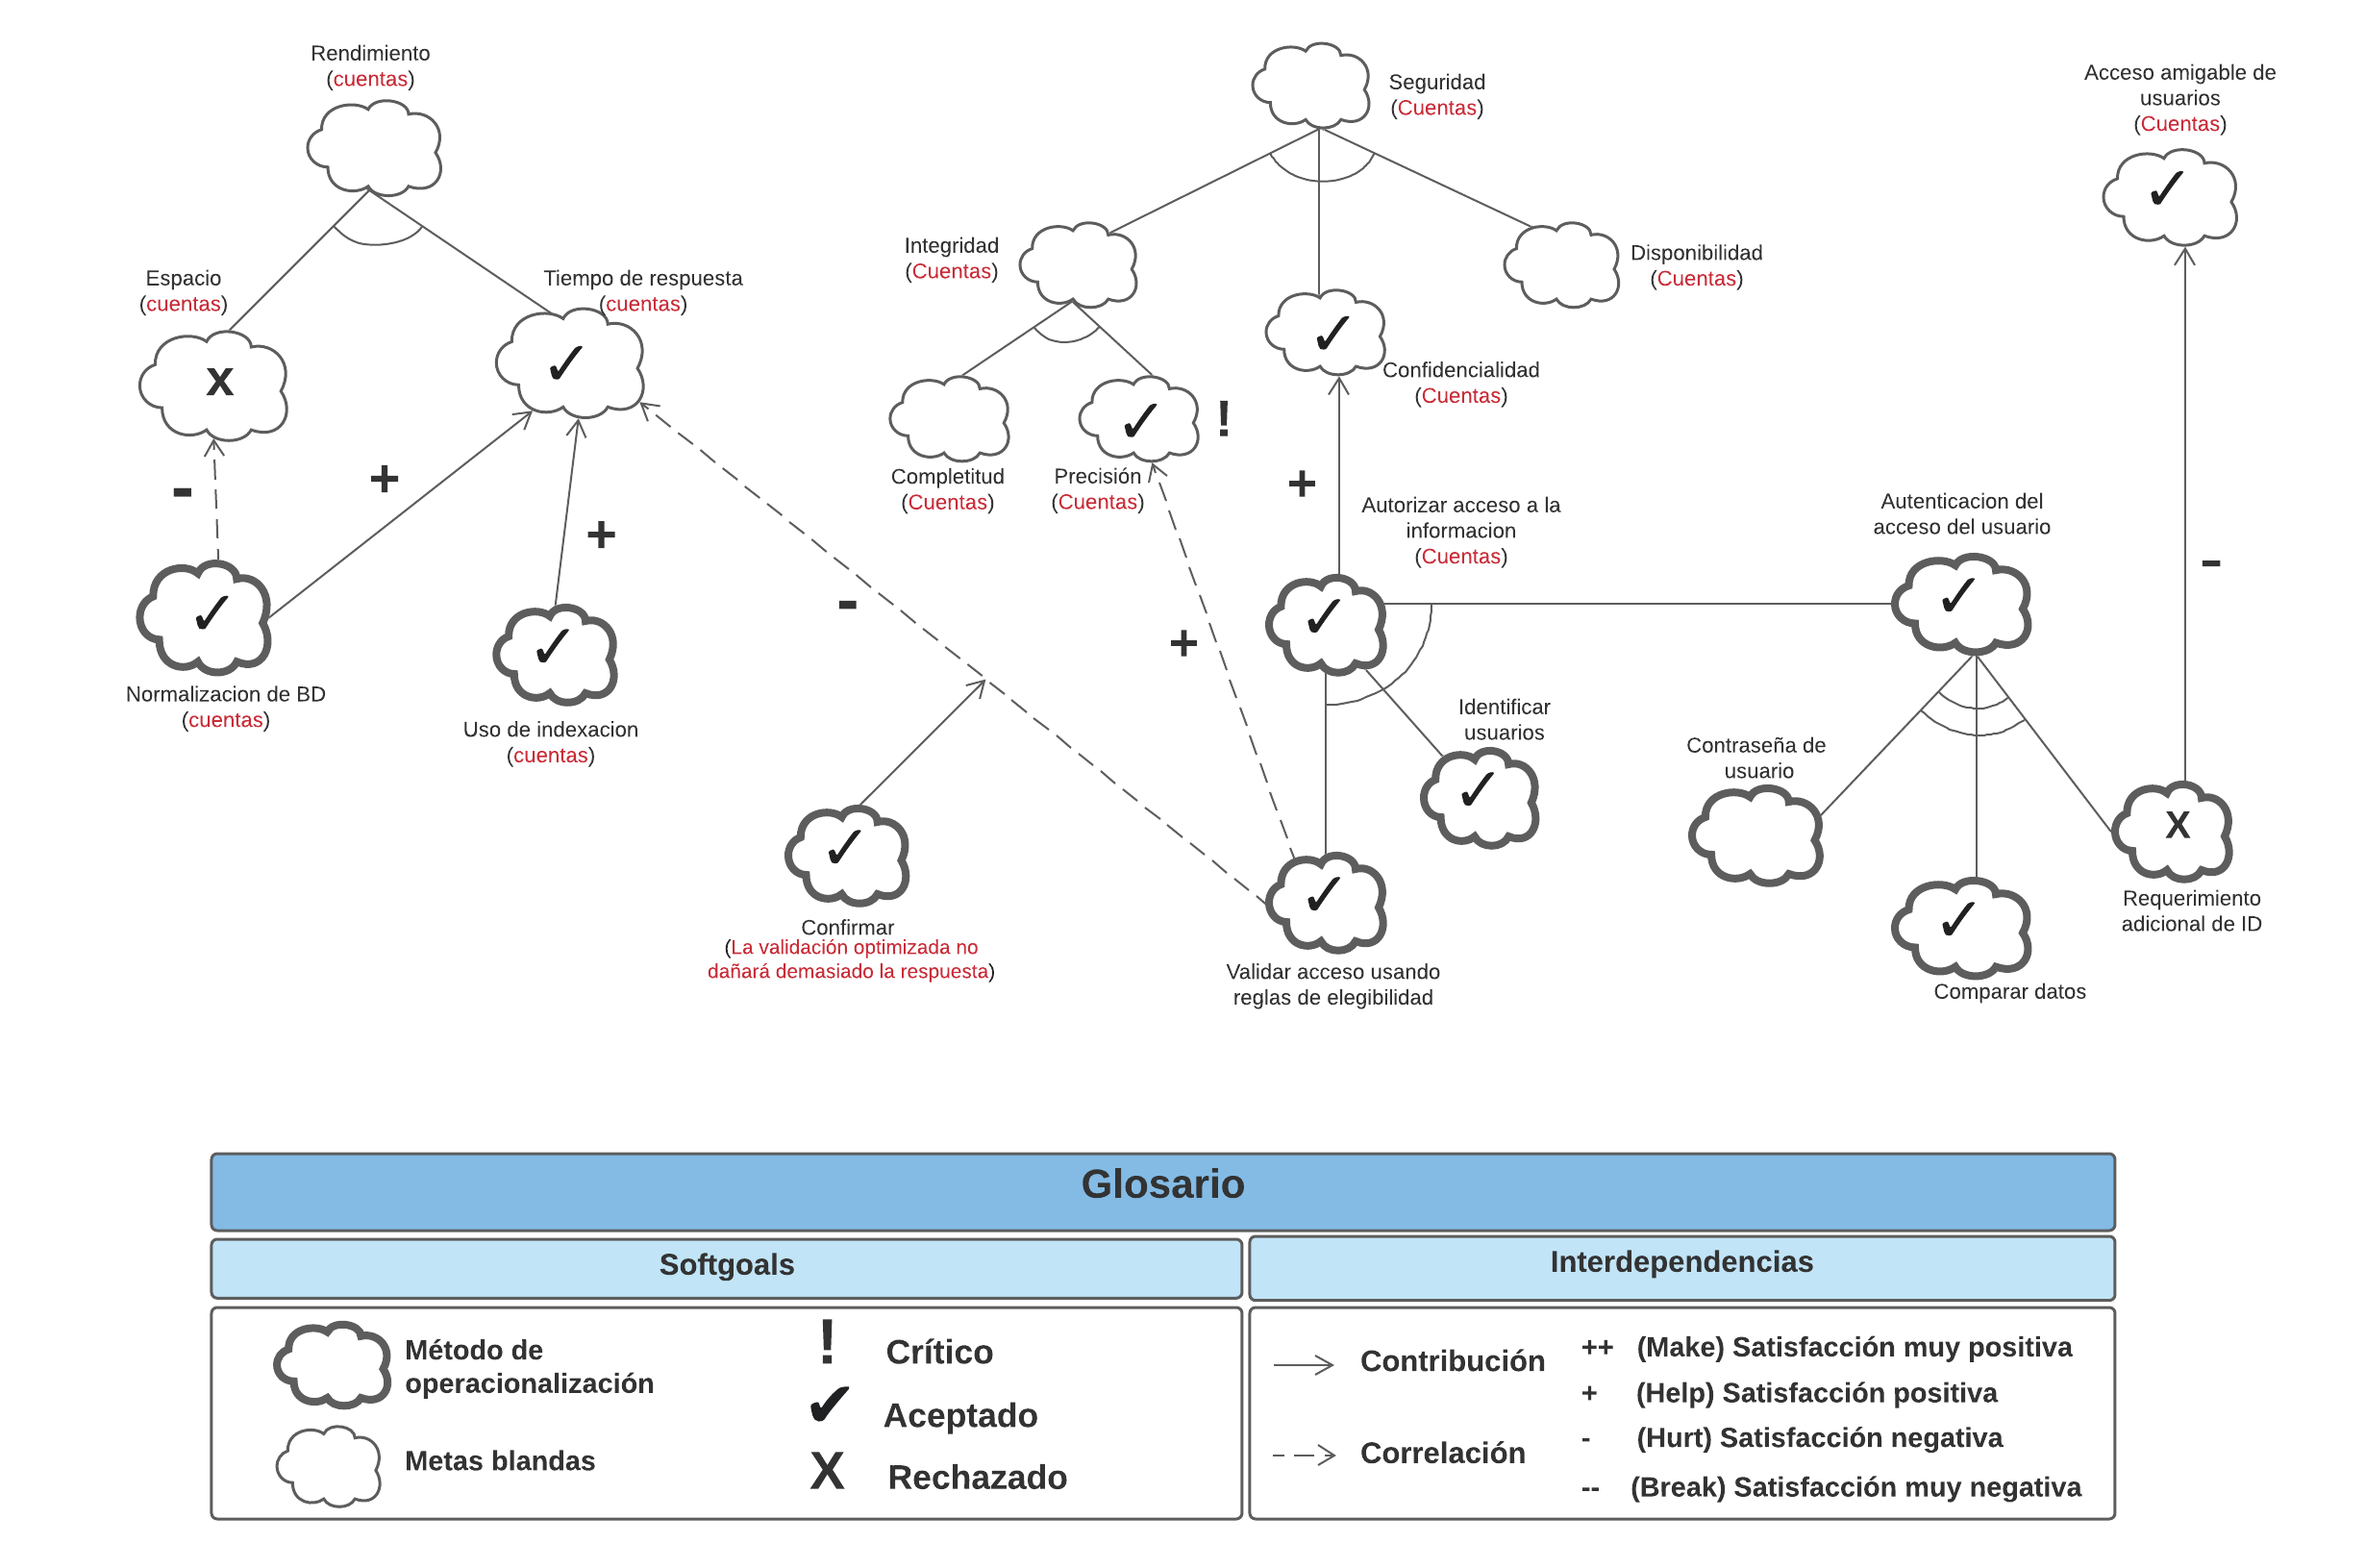 Rendimiento
(cuentas)
Seguridad
(Cuentas)
Acceso amigable de
usuarios
(Cuentas)
✓
Espacio
(cuentas)
x
Tiempo de respuesta
(cuentas)
✓
Integridad
(Cuentas)
Disponibilidad
(Cuentas)
✓
Confidencialidad
(Cuentas)
Completitud
(Cuentas)
✓
!
Precisión
(Cuentas)
-
+
+
-
+
+
-
Autorizar acceso a la
informacion
(Cuentas)
✓
Autenticacion del
acceso del usuario
✓
✓
Normalizacion de BD
(cuentas)
✓
Uso de indexacion
(cuentas)
Identificar
usuarios
✓
Contraseña de
usuario
X
Requerimiento
adicional de ID
✓
Comparar datos
✓
Confirmar
(La validación optimizada no
dañará demasiado la respuesta)
✓
Validar acceso usando
reglas de elegibilidad
Glosario
Softgoals
Interdependencias
Método de
operacionalización
Metas blandas
! Crítico
✓ Aceptado
X Rechazado
Contribución
Correlación
++ (Make) Satisfacción muy positiva
+ (Help) Satisfacción positiva
- (Hurt) Satisfacción negativa
-- (Break) Satisfacción muy negativa